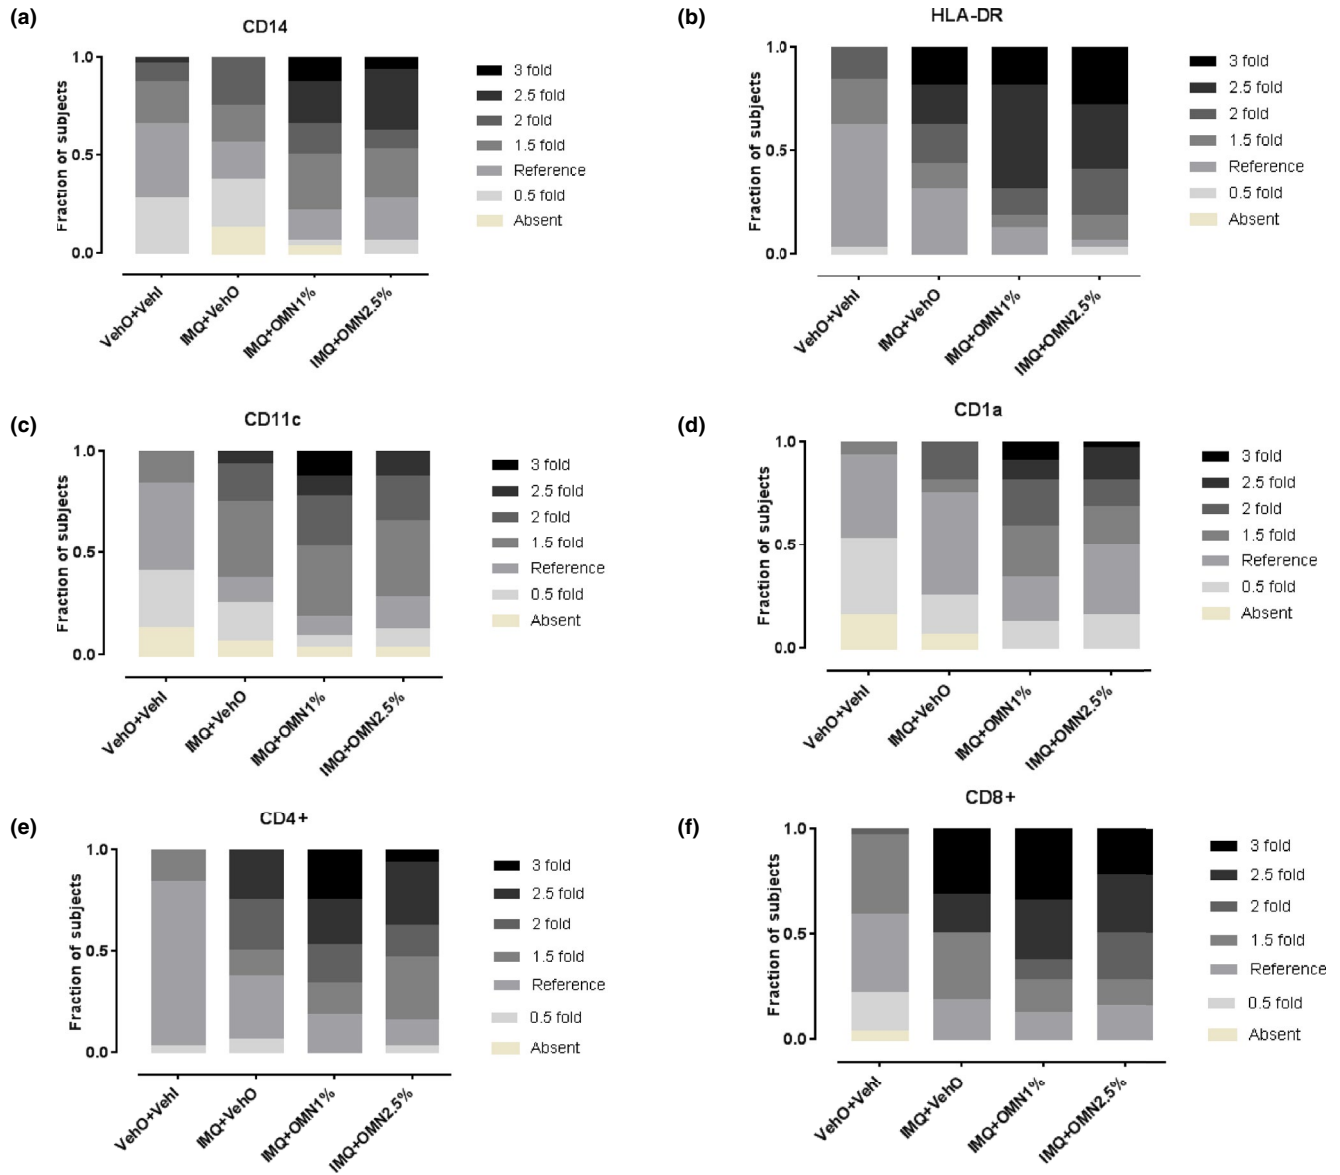 (a)
CD14
Fraction of subjects
1.0
0.5
0.0
3 fold
2.5 fold
2 fold
1.5 fold
Reference
0.5 fold
Absent
VehO+VehI
IMQ+VehO
IMQ+OMN1%
IMQ+OMN2.5%
(b)
HLA-DR
Fraction of subjects
1.0
0.5
0.0
3 fold
2.5 fold
2 fold
1.5 fold
Reference
0.5 fold
Absent
VehO+VehI
IMQ+VehO
IMQ+OMN1%
IMQ+OMN2.5%
(c)
CD11c
Fraction of subjects
1.0
0.5
0.0
3 fold
2.5 fold
2 fold
1.5 fold
Reference
0.5 fold
Absent
VehO+VehI
IMQ+VehO
IMQ+OMN1%
IMQ+OMN2.5%
(d)
CD1a
Fraction of subjects
1.0
0.5
0.0
3 fold
2.5 fold
2 fold
1.5 fold
Reference
0.5 fold
Absent
VehO+VehI
IMQ+VehO
IMQ+OMN1%
IMQ+OMN2.5%
(e)
CD4+
Fraction of subjects
1.0
0.5
0.0
3 fold
2.5 fold
2 fold
1.5 fold
Reference
0.5 fold
Absent
VehO+VehI
IMQ+VehO
IMQ+OMN1%
IMQ+OMN2.5%
(f)
CD8+
Fraction of subjects
1.0
0.5
0.0
3 fold
2.5 fold
2 fold
1.5 fold
Reference
0.5 fold
Absent
VehO+VehI
IMQ+VehO
IMQ+OMN1%
IMQ+OMN2.5%